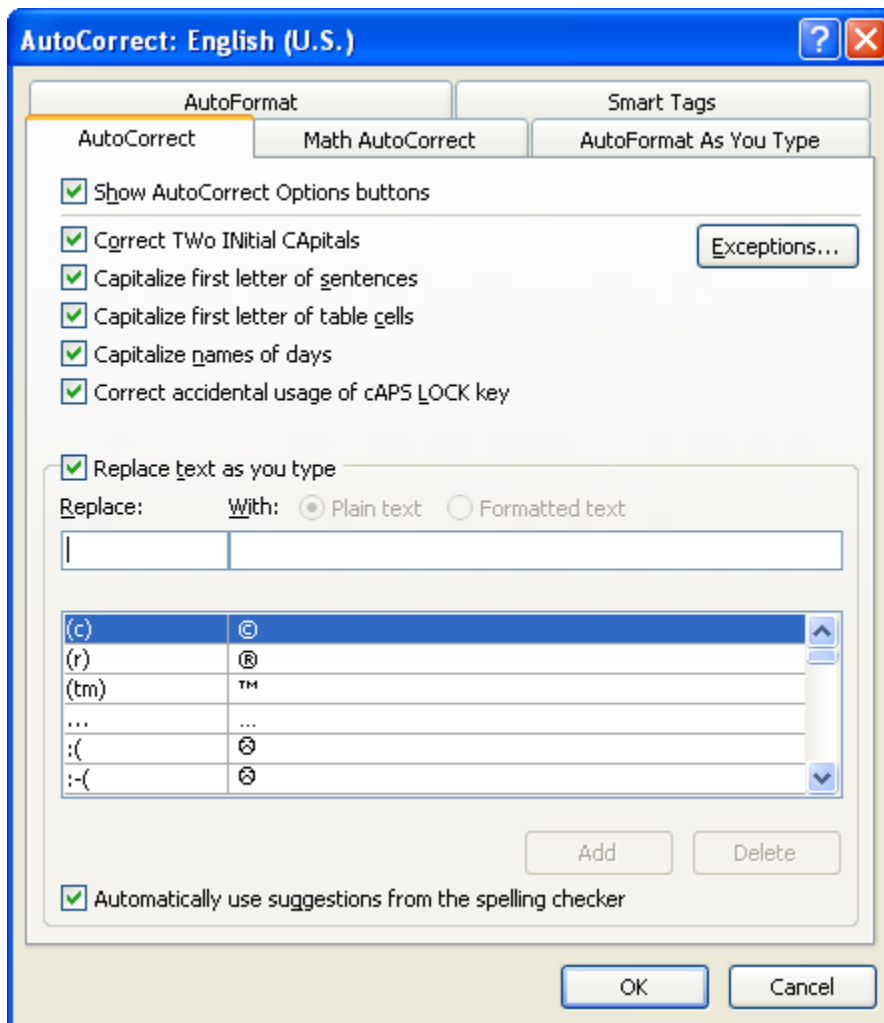 AutoCorrect: English (U.S.)
AutoFormat Smart Tags
AutoCorrect Math AutoCorrect AutoFormat As You Type
Show AutoCorrect Options buttons
Correct TWo INitial CApitals Exceptions...
Capitalize first letter of sentences
Capitalize first letter of table cells
Capitalize names of days
Correct accidental usage of cAPS LOCK key
Replace text as you type
Replace: With: Plain text Formatted text
(c) ©
(r) ®
(tm) ™
... …
:( ☹
:-( ☹
Add Delete
Automatically use suggestions from the spelling checker
OK Cancel